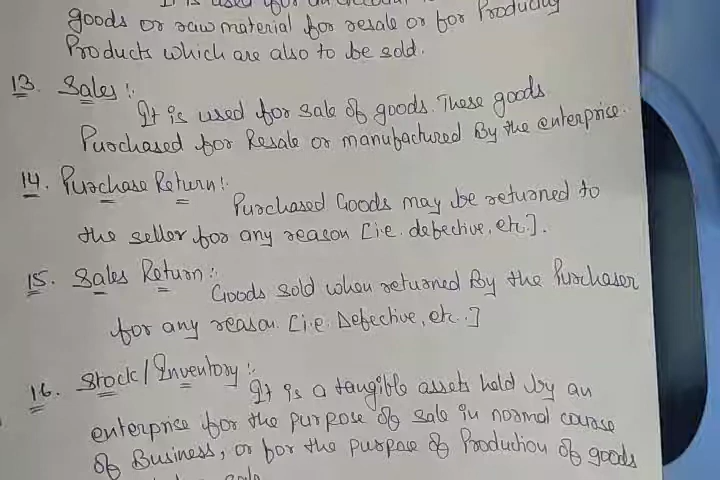 It is used for
goods or raw material for resale or for Producing
Products which are also to be sold.
13. Sales :-
It is used for sale of goods. These goods
Purchased for Resale or manufactured By the enterprise.
14. Purchase Return :-
Purchased Goods may be returned to
the seller for any reason [i.e. defective, etc.].
15. Sales Return :-
Goods sold when returned By the Purchaser
for any reason. [i.e. Defective, etc..]
16. Stock/Inventory :-
It is a tangible assets held by an
enterprise for the purpose of sale in normal course
of Business, or for the purpose of Production of goods